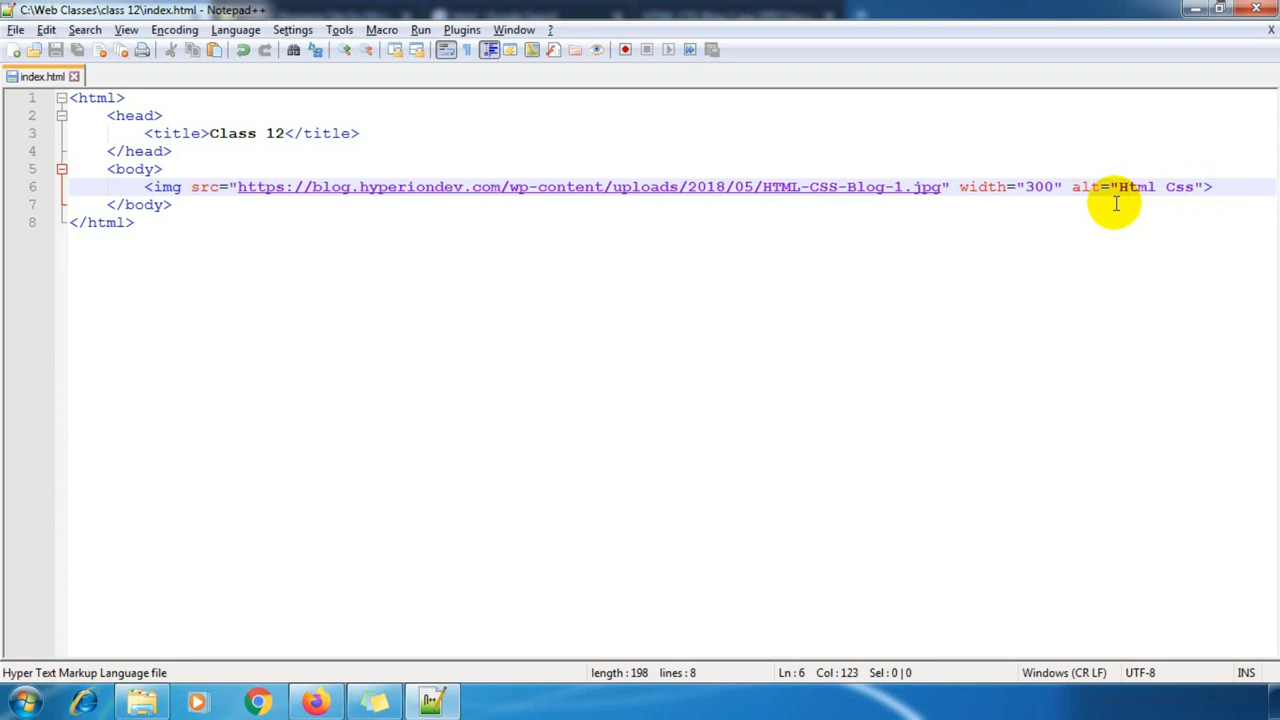 C:\Web Classes\class 12\index.html - Notepad++
File Edit Search View Encoding Language Settings Tools Macro Run Plugins Window ? X
index.html
1 <html>
2 <head>
3 <title>Class 12</title>
4 </head>
5 <body>
6 <img src="https://blog.hyperiondev.com/wp-content/uploads/2018/05/HTML-CSS-Blog-1.jpg" width="300" alt="Html Css">
7 </body>
8 </html>
Hyper Text Markup Language file length : 198 lines : 8 Ln : 6 Col : 123 Sel : 0 | 0 Windows (CR LF) UTF-8 INS